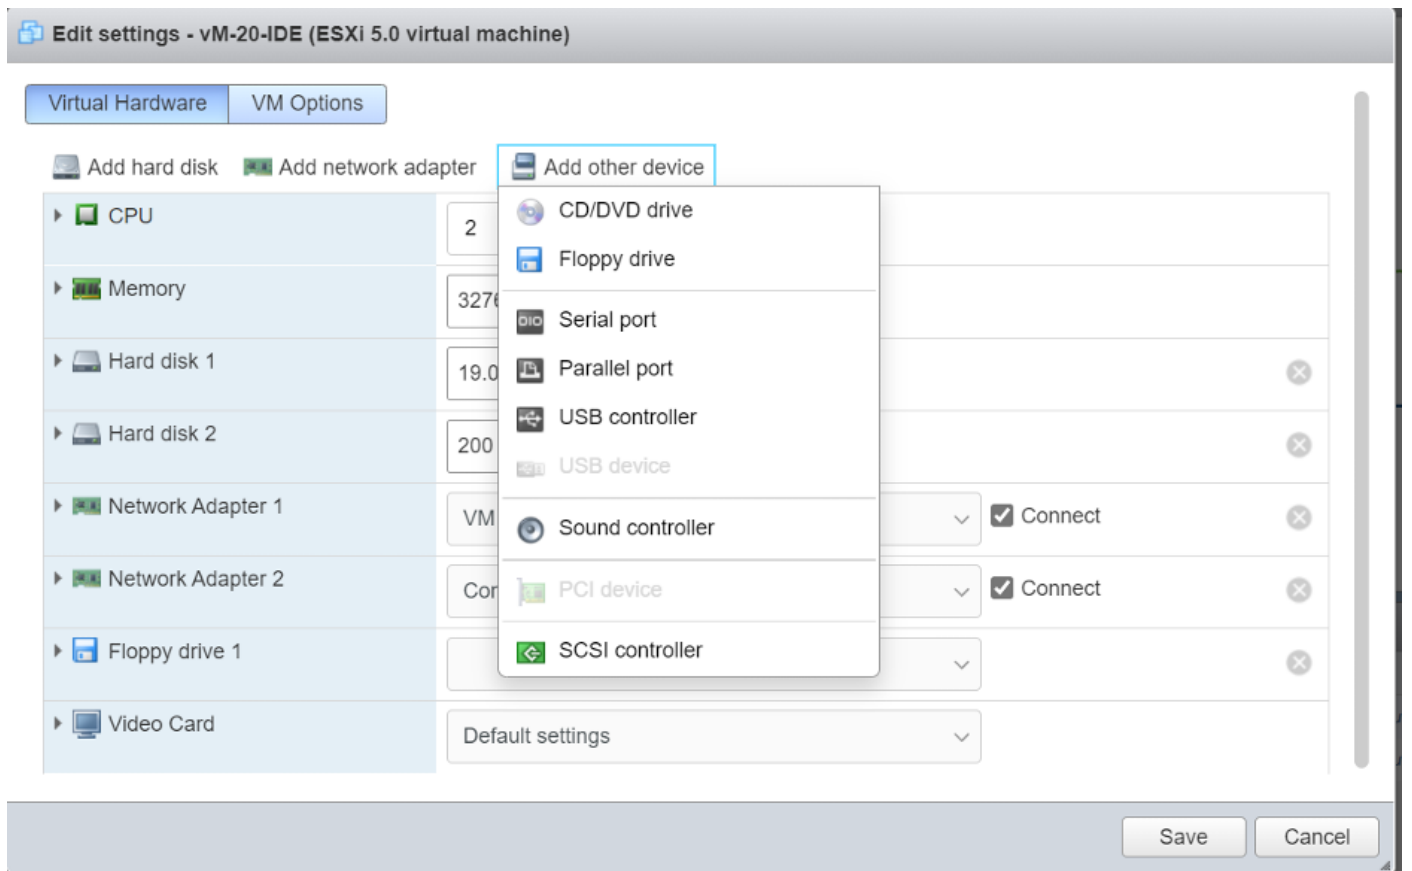 Edit settings - vM-20-IDE (ESXi 5.0 virtual machine)
Virtual Hardware VM Options
Add hard disk Add network adapter Add other device
CPU
2
Memory
Hard disk 1
19.0
Hard disk 2
200
Network Adapter 1
VM
Connect
Network Adapter 2
Connect
Floppy drive 1
Video Card
Default settings
CD/DVD drive
Floppy drive
Serial port
Parallel port
USB controller
USB device
Sound controller
PCI device
SCSI controller
Save Cancel